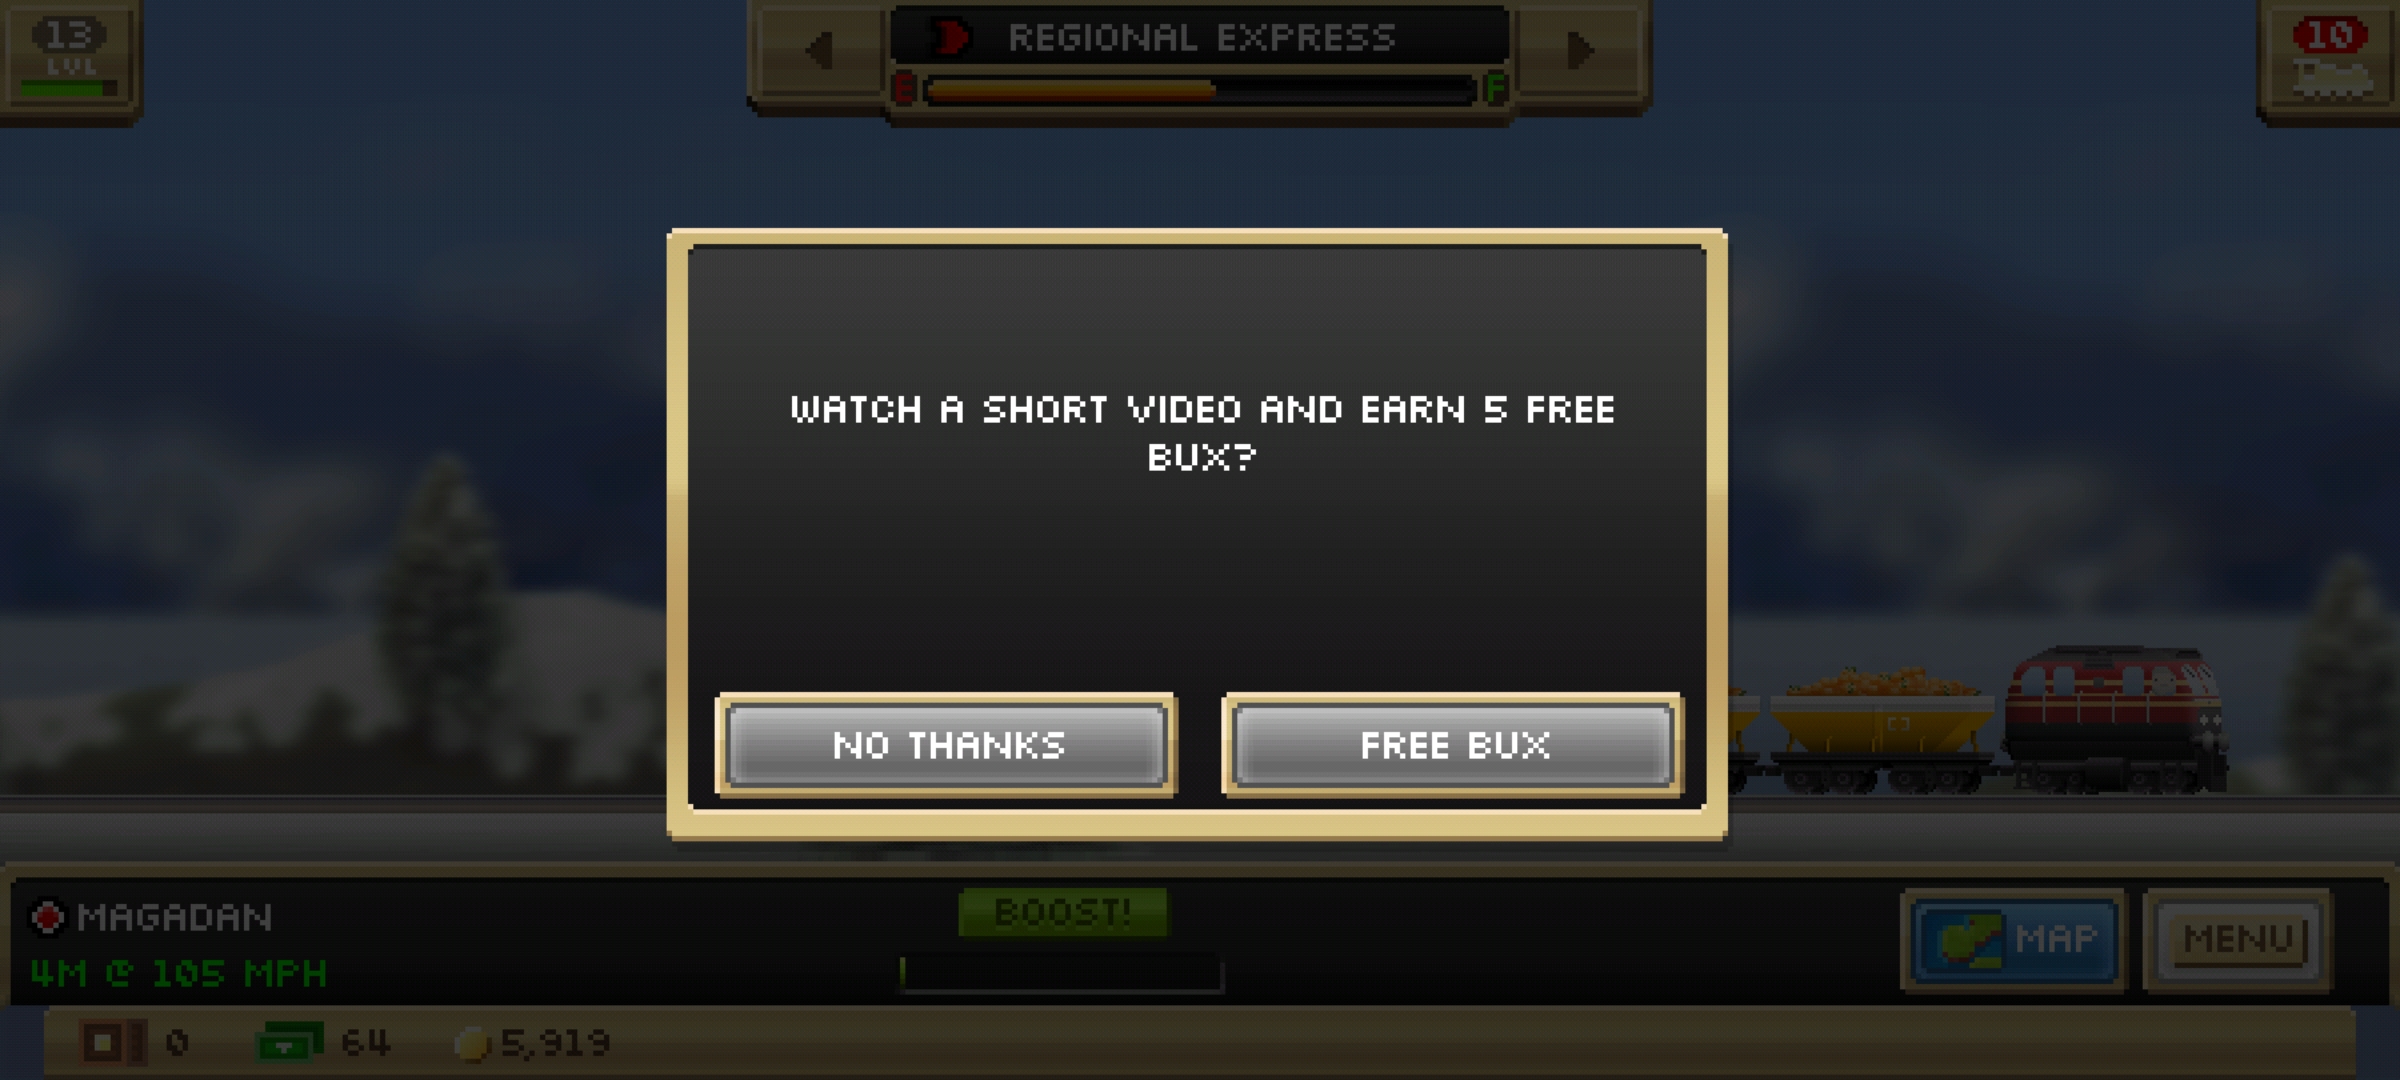 13
LVL
REGIONAL EXPRESS
E F
10
WATCH A SHORT VIDEO AND EARN 5 FREE
BUX?
NO THANKS
FREE BUX
MAGADAN
4M @ 105 MPH
BOOST!
MAP
MENU
0
64
5,919